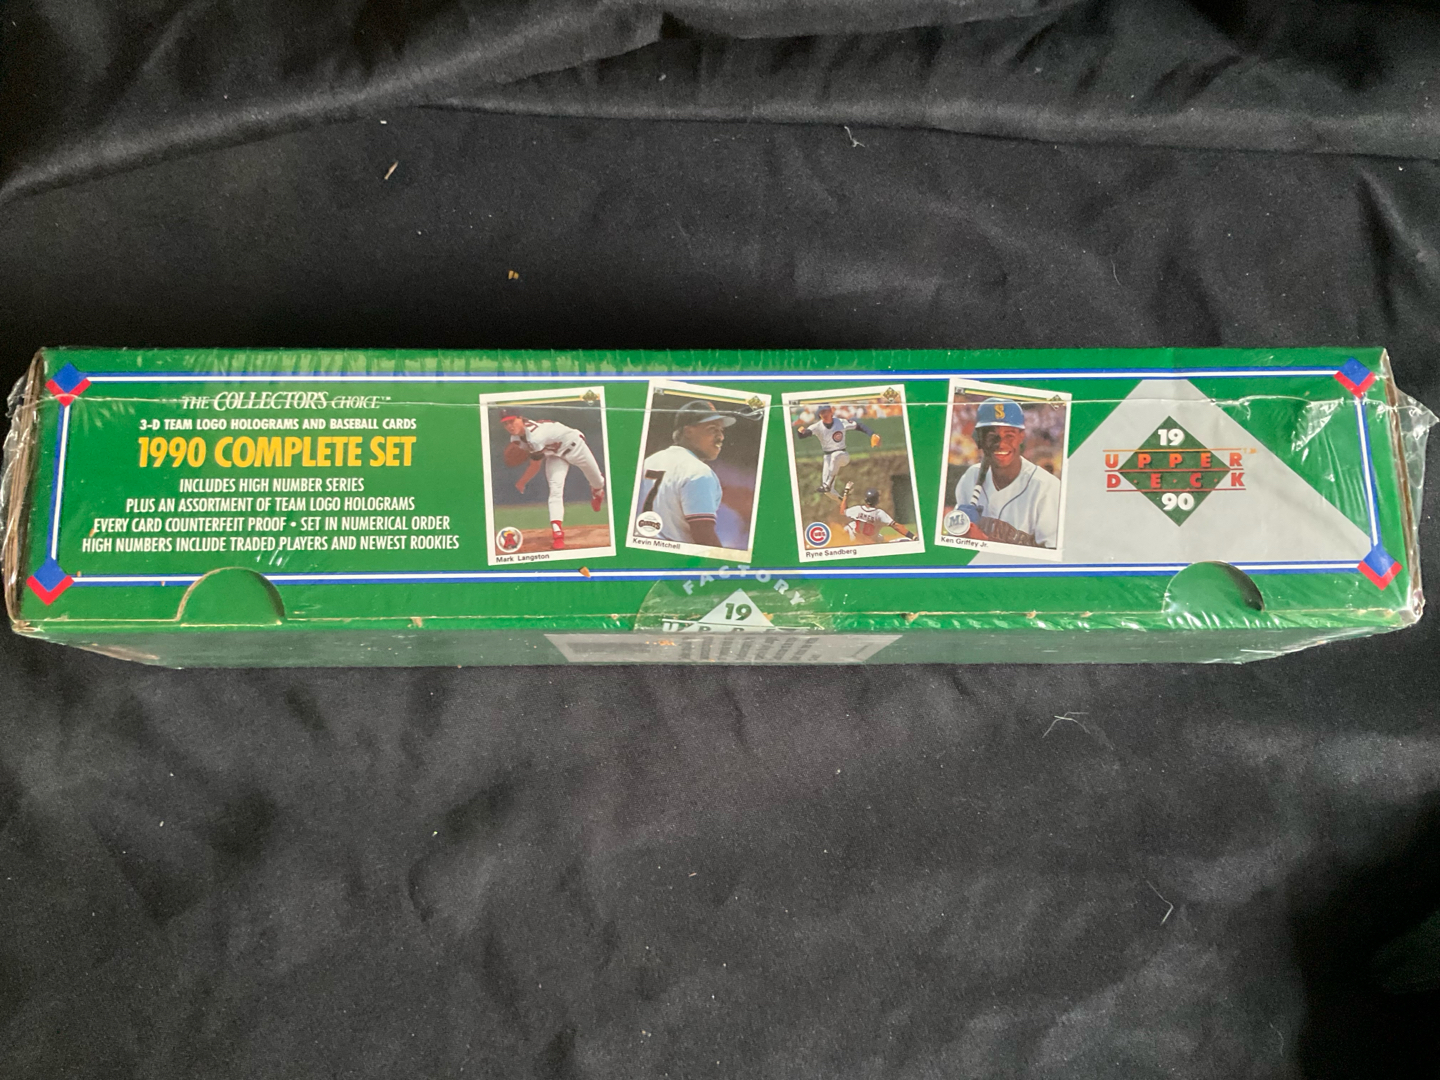 THE COLLECTOR'S CHOICE™
3-D TEAM LOGO HOLOGRAMS AND BASEBALL CARDS
1990 COMPLETE SET
INCLUDES HIGH NUMBER SERIES
PLUS AN ASSORTMENT OF TEAM LOGO HOLOGRAMS
EVERY CARD COUNTERFEIT PROOF • SET IN NUMERICAL ORDER
HIGH NUMBERS INCLUDE TRADED PLAYERS AND NEWEST ROOKIES
Mark Langston
7
Kevin Mitchell
Ryne Sandberg
S
Ken Griffey Jr.
19
UPPER
D·E·C·K
90
FACTORY
19